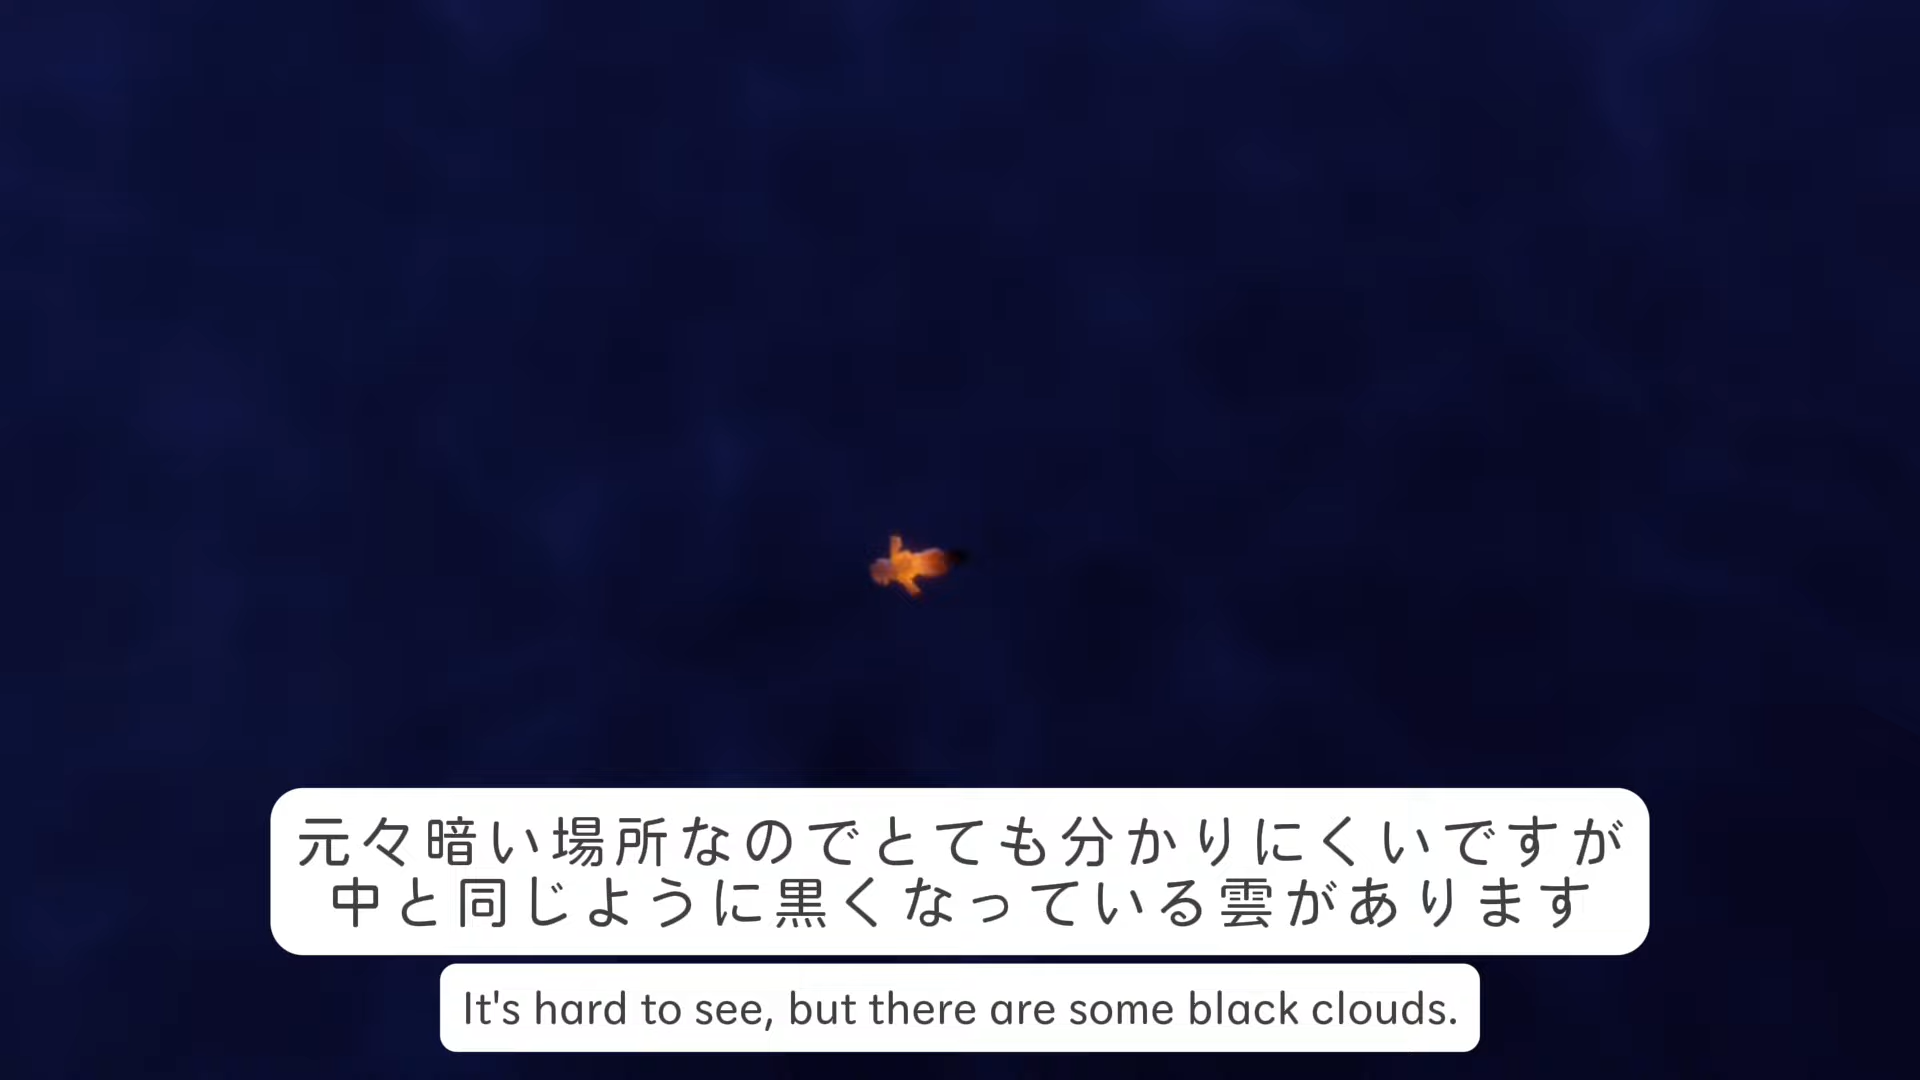 元々暗い場所なのでとても分かりにくいですが
中と同じように黒くなっている雲があります
It's hard to see, but there are some black clouds.